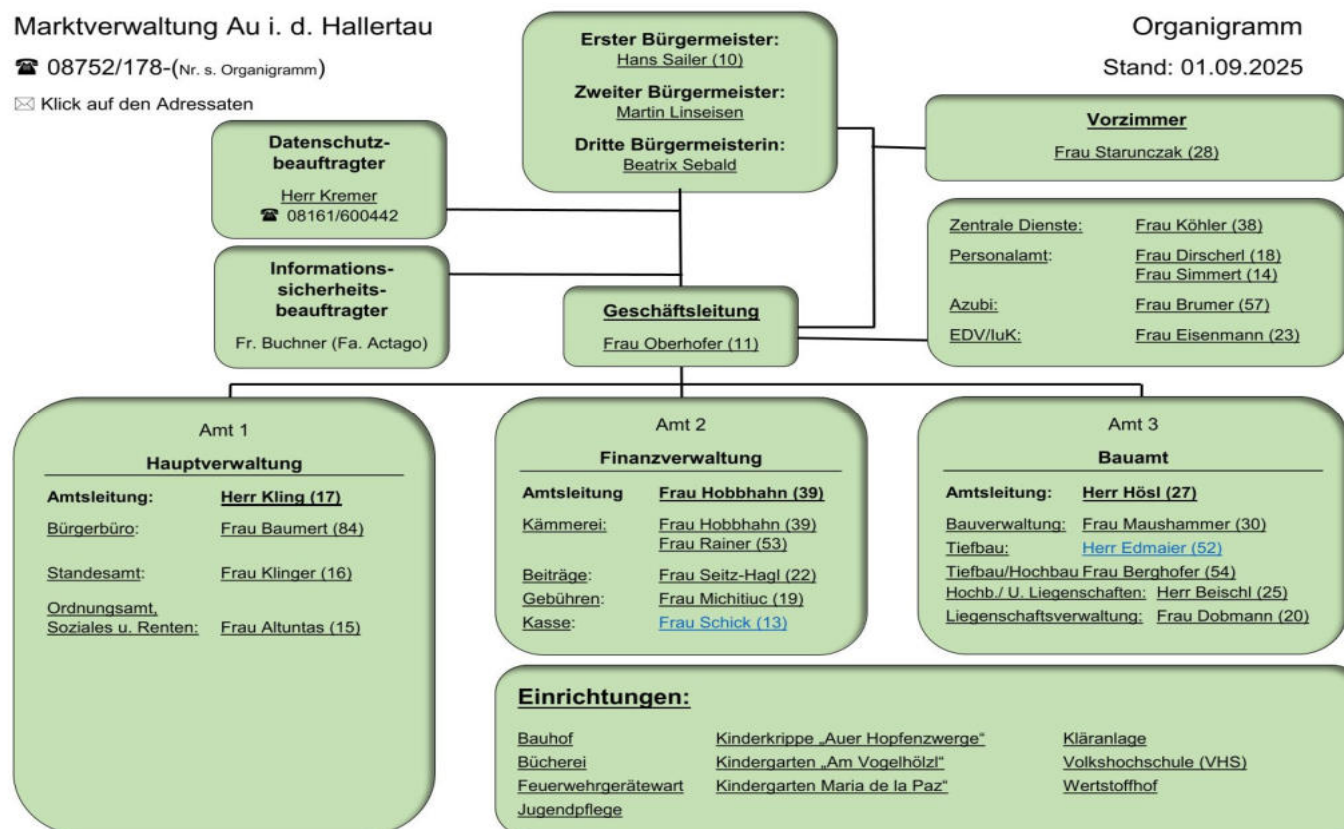 Marktverwaltung Au i. d. Hallertau
☎ 08752/178-(Nr. s. Organigramm)
✉ Klick auf den Adressaten
Organigramm
Stand: 01.09.2025
Erster Bürgermeister:
Hans Sailer (10)
Zweiter Bürgermeister:
Martin Linseisen
Dritte Bürgermeisterin:
Beatrix Sebald
Vorzimmer
Frau Starunczak (28)
Datenschutz-
beauftragter
Herr Kremer
☎ 08161/600442
Informations-
sicherheits-
beauftragter
Fr. Buchner (Fa. Actago)
Geschäftsleitung
Frau Oberhofer (11)
Zentrale Dienste: Frau Köhler (38)
Personalamt: Frau Dirscherl (18)
Frau Simmert (14)
Azubi: Frau Brumer (57)
EDV/IuK: Frau Eisenmann (23)
Amt 1
Hauptverwaltung
Amtsleitung: Herr Kling (17)
Bürgerbüro: Frau Baumert (84)
Standesamt: Frau Klinger (16)
Ordnungsamt,
Soziales u. Renten: Frau Altuntas (15)
Amt 2
Finanzverwaltung
Amtsleitung Frau Hobbhahn (39)
Kämmerei: Frau Hobbhahn (39)
Frau Rainer (53)
Beiträge: Frau Seitz-Hagl (22)
Gebühren: Frau Michitiuc (19)
Kasse: Frau Schick (13)
Amt 3
Bauamt
Amtsleitung: Herr Hösl (27)
Bauverwaltung: Frau Maushammer (30)
Tiefbau: Herr Edmaier (52)
Tiefbau/Hochbau Frau Berghofer (54)
Hochb./ U. Liegenschaften: Herr Beischl (25)
Liegenschaftsverwaltung: Frau Dobmann (20)
Einrichtungen:
Bauhof Kinderkrippe „Auer Hopfenzwerge“ Kläranlage
Bücherei Kindergarten „Am Vogelhölzl“ Volkshochschule (VHS)
Feuerwehrgerätewart Kindergarten Maria de la Paz“ Wertstoffhof
Jugendpflege